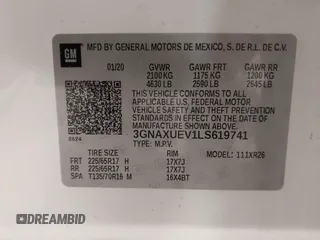 GM
MFD BY GENERAL MOTORS DE MEXICO, S. DE R.L. DE C.V.
01/20 GVWR GAWR FRT GAWR RR
2100 KG 1175 KG 1200 KG
4630 LB 2590 LB 2645 LB
THIS VEHICLE CONFORMS TO ALL
APPLICABLE U.S. FEDERAL MOTOR
VEHICLE SAFETY, BUMPER, AND THEFT
PREVENTION STANDARDS IN EFFECT ON
THE DATE OF MANUFACTURE SHOWN ABOVE.
3GNAXUEV1LS619741
TYPE: M.P.V. MODEL: 111XR26
TIRE SIZE RIM
FRT 225/65R17 H 17X7J
RR 225/65R17 H 17X7J
SPA T135/70R16 M 16X4BT
DREAMBID